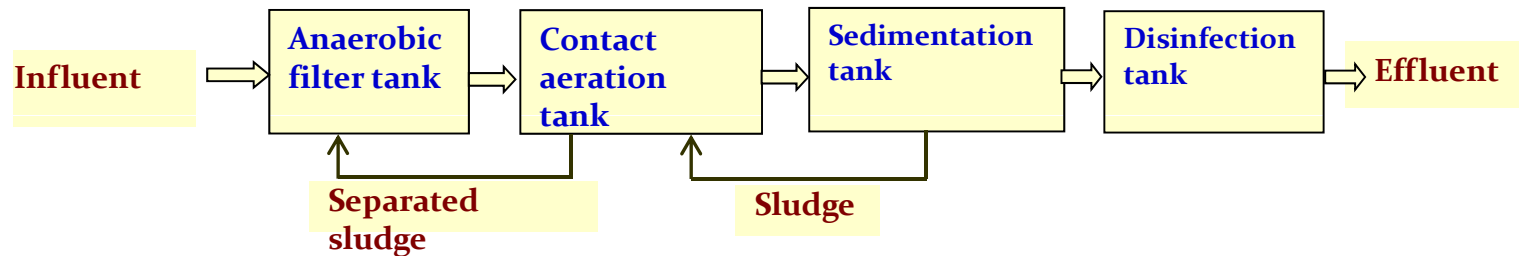 Influent
Anaerobic
filter tank
Contact
aeration
tank
Sedimentation
tank
Disinfection
tank
Effluent
Separated
sludge
Sludge